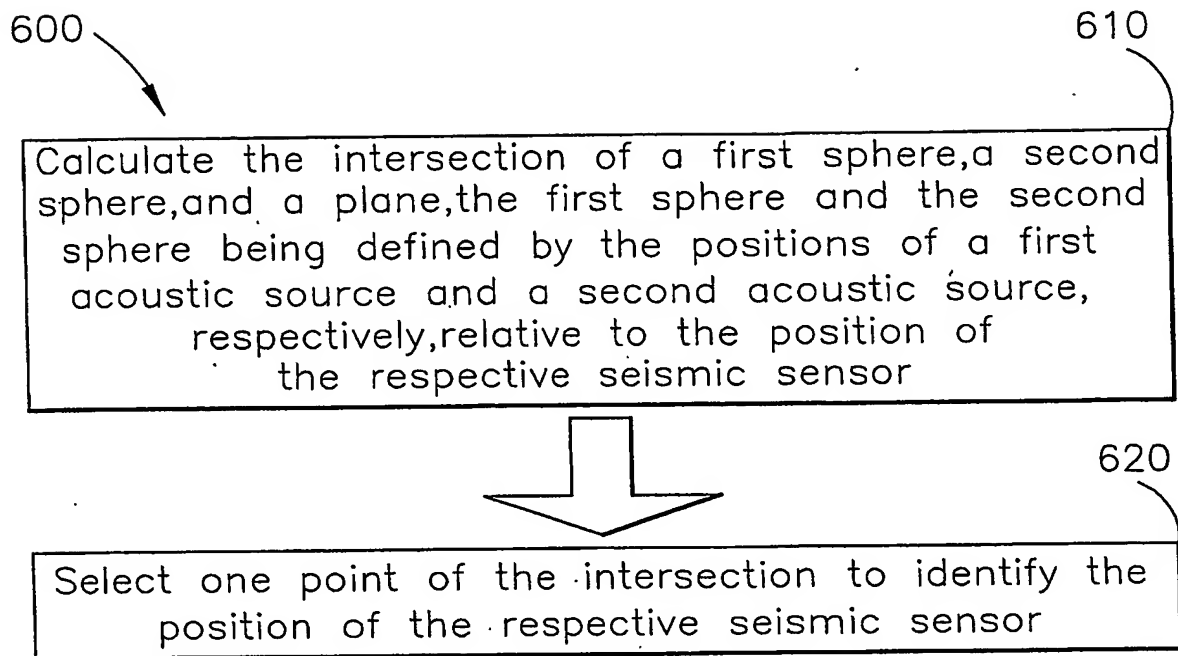 600
610
Calculate the intersection of a first sphere,a second
sphere,and a plane,the first sphere and the second
sphere being defined by the positions of a first
acoustic source and a second acoustic source,
respectively,relative to the position of
the respective seismic sensor
620
Select one point of the intersection to identify the
position of the respective seismic sensor